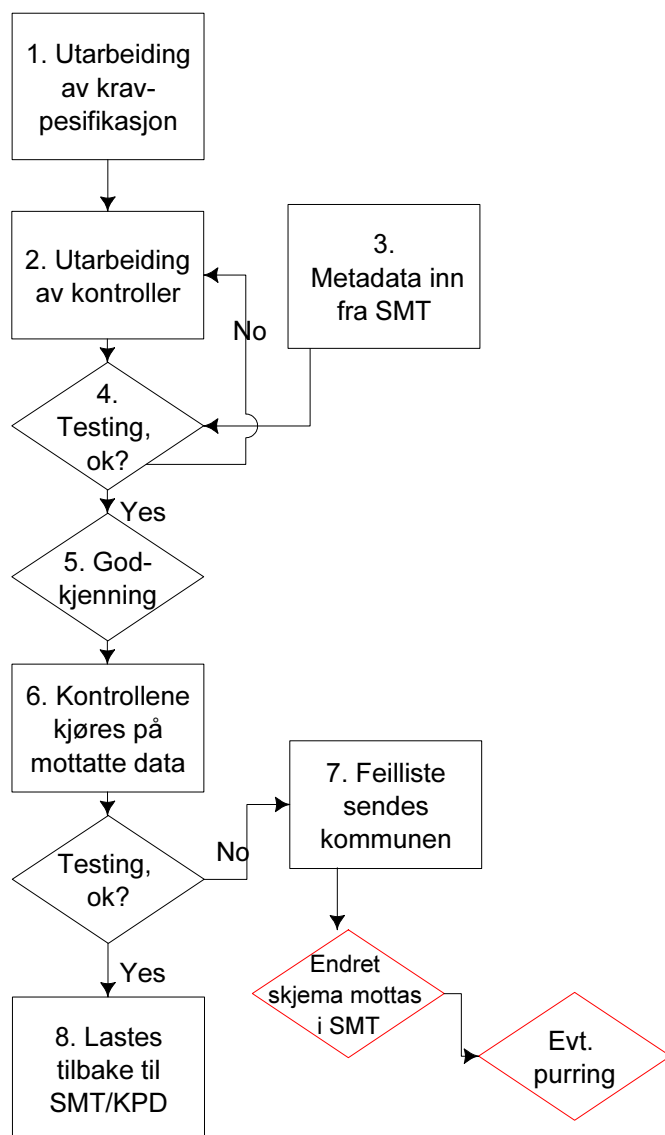 1. Utarbeiding
av krav-
pesifikasjon
2. Utarbeiding
av kontroller
3.
Metadata inn
fra SMT
No
4.
Testing,
ok?
Yes
5. God-
kjenning
6. Kontrollene
kjøres på
mottatte data
7. Feilliste
sendes
kommunen
No
Testing,
ok?
Yes
Endret
skjema mottas
i SMT
Evt.
purring
8. Lastes
tilbake til
SMT/KPD